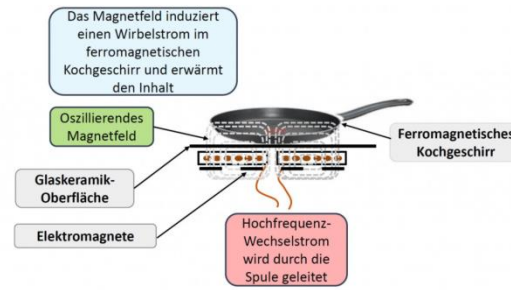 Das Magnetfeld induziert
einen Wirbelstrom im
ferromagnetischen
Kochgeschirr und erwärmt
den Inhalt
Oszillierendes
Magnetfeld
Ferromagnetisches
Kochgeschirr
Glaskeramik-
Oberfläche
Elektromagnete
Hochfrequenz-
Wechselstrom
wird durch die
Spule geleitet